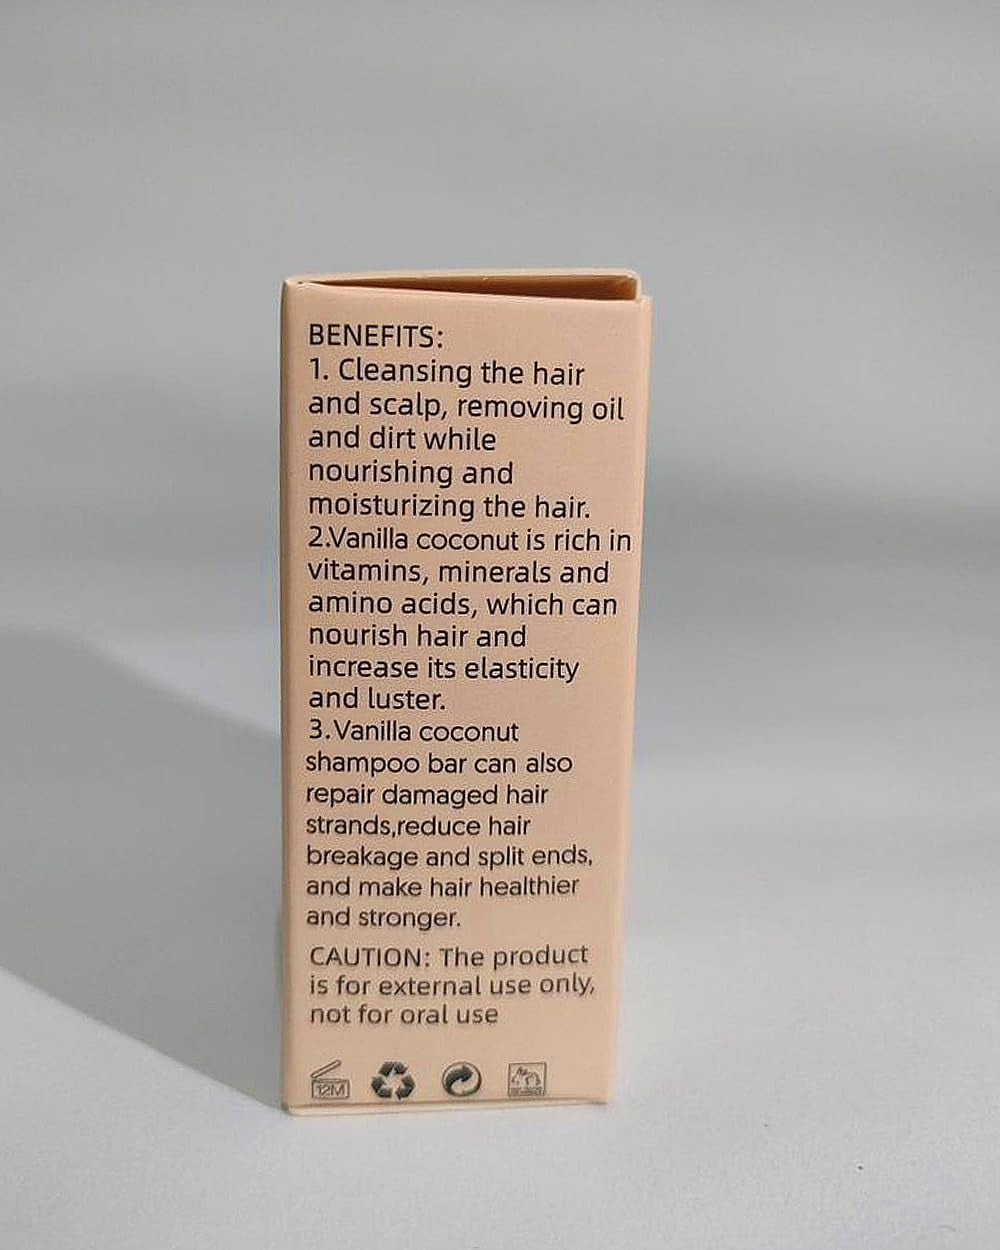 BENEFITS:
1. Cleansing the hair
and scalp, removing oil
and dirt while
nourishing and
moisturizing the hair.
2.Vanilla coconut is rich in
vitamins, minerals and
amino acids, which can
nourish hair and
increase its elasticity
and luster.
3.Vanilla coconut
shampoo bar can also
repair damaged hair
strands,reduce hair
breakage and split ends,
and make hair healthier
and stronger.
CAUTION: The product
is for external use only,
not for oral use
12M